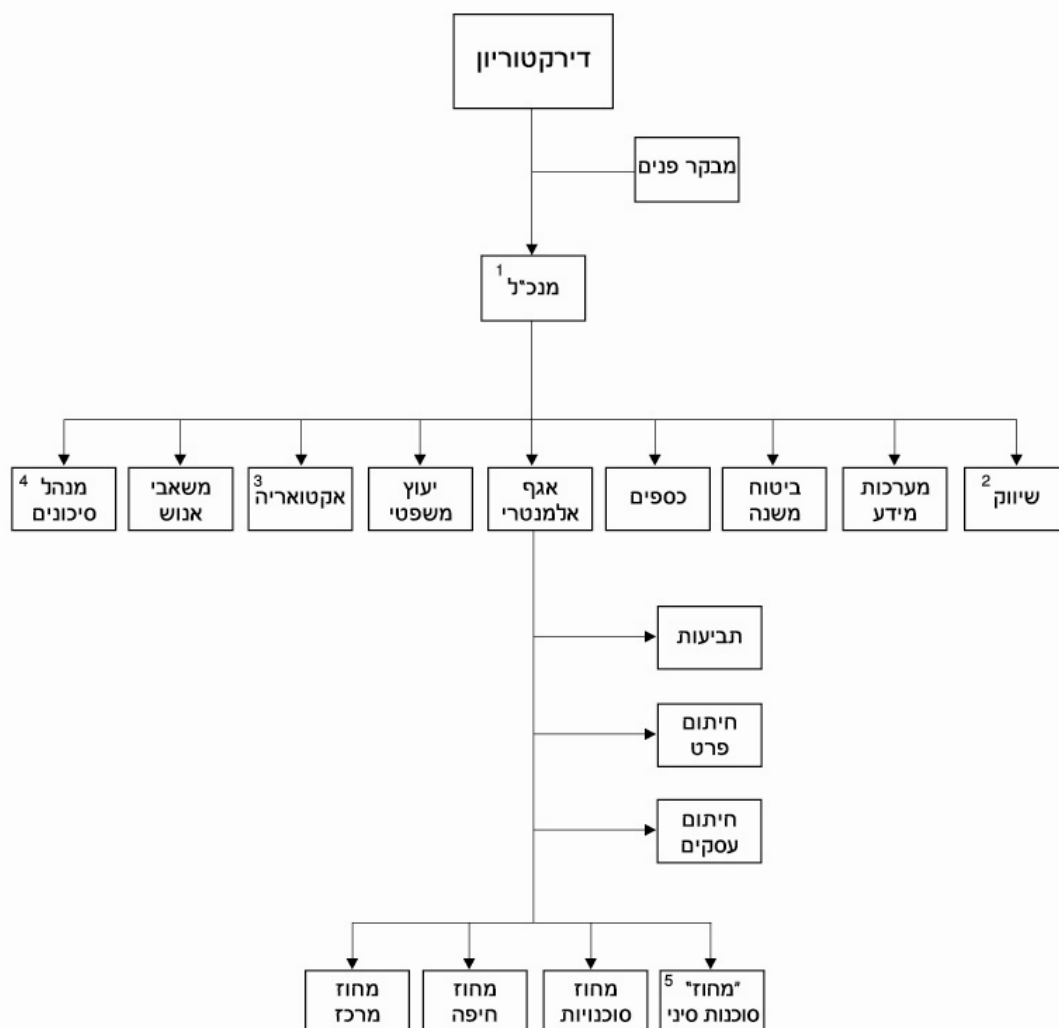 דירקטוריון
מבקר פנים
1
מנכ"ל
2
שיווק
מערכות
מידע
ביטוח
משנה
כספים
אגף
אלמנטרי
יעוץ
משפטי
3
אקטואריה
משאבי
אנוש
4
מנהל
סיכונים
תביעות
חיתום
פרט
חיתום
עסקים
5
"מחוז"
סוכנות סיני
מחוז
סוכנויות
מחוז
חיפה
מחוז
מרכז